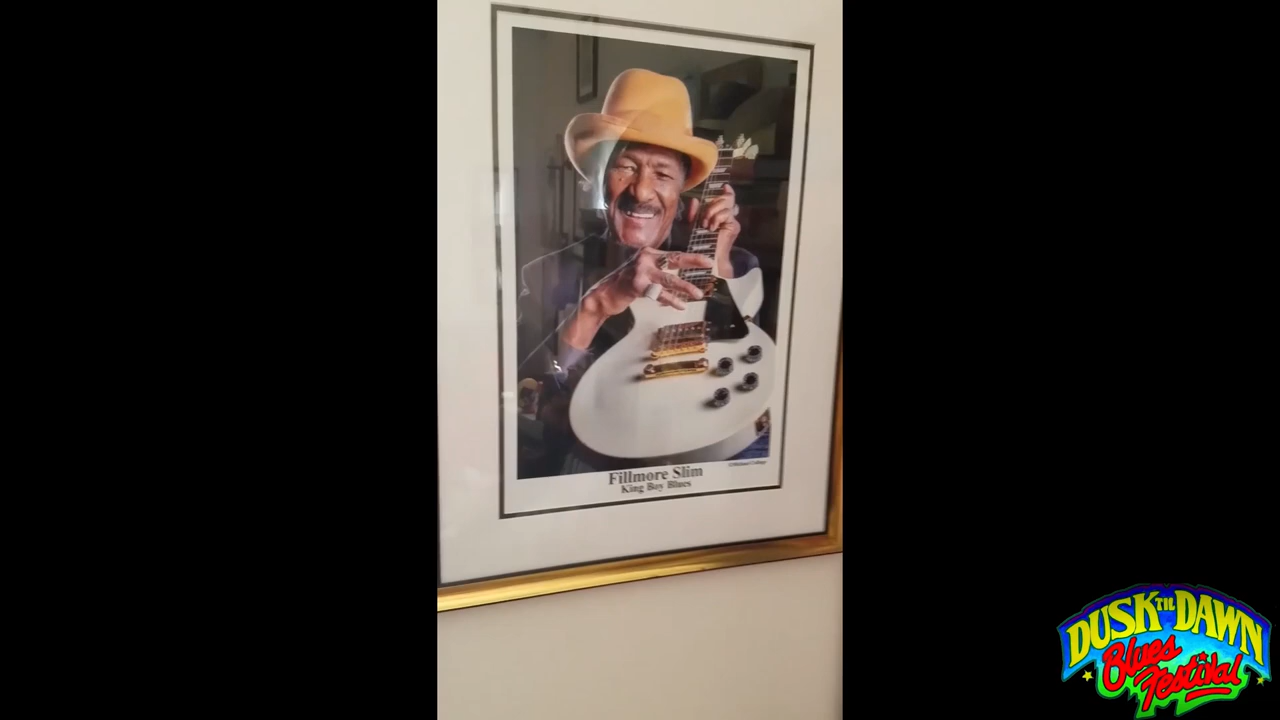 Fillmore Slim
King Boy Blues
DUSK TIL DAWN
Blues
Festival